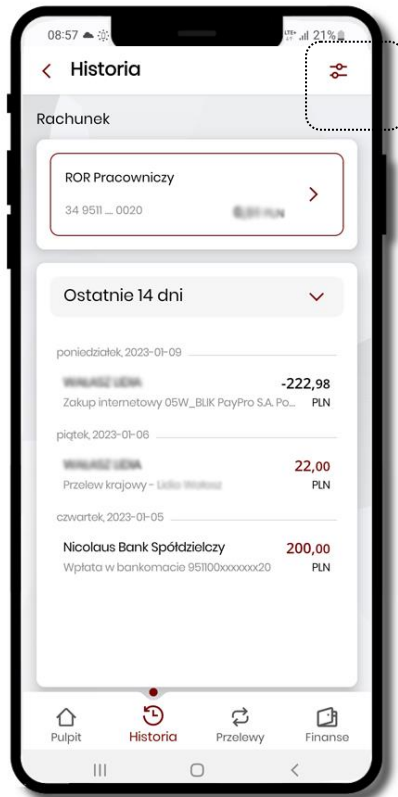 08:57 21%
Historia
Rachunek
ROR Pracowniczy
34 9511 ... 0020 PLN
Ostatnie 14 dni
poniedziałek, 2023-01-09
-222,98
Zakup internetowy 05W_BLIK PayPro S.A. Po... PLN
piątek, 2023-01-06
22,00
Przelew krajowy - PLN
czwartek, 2023-01-05
Nicolaus Bank Spółdzielczy 200,00
Wpłata w bankomacie 951100xxxxxxx20 PLN
Pulpit Historia Przelewy Finanse